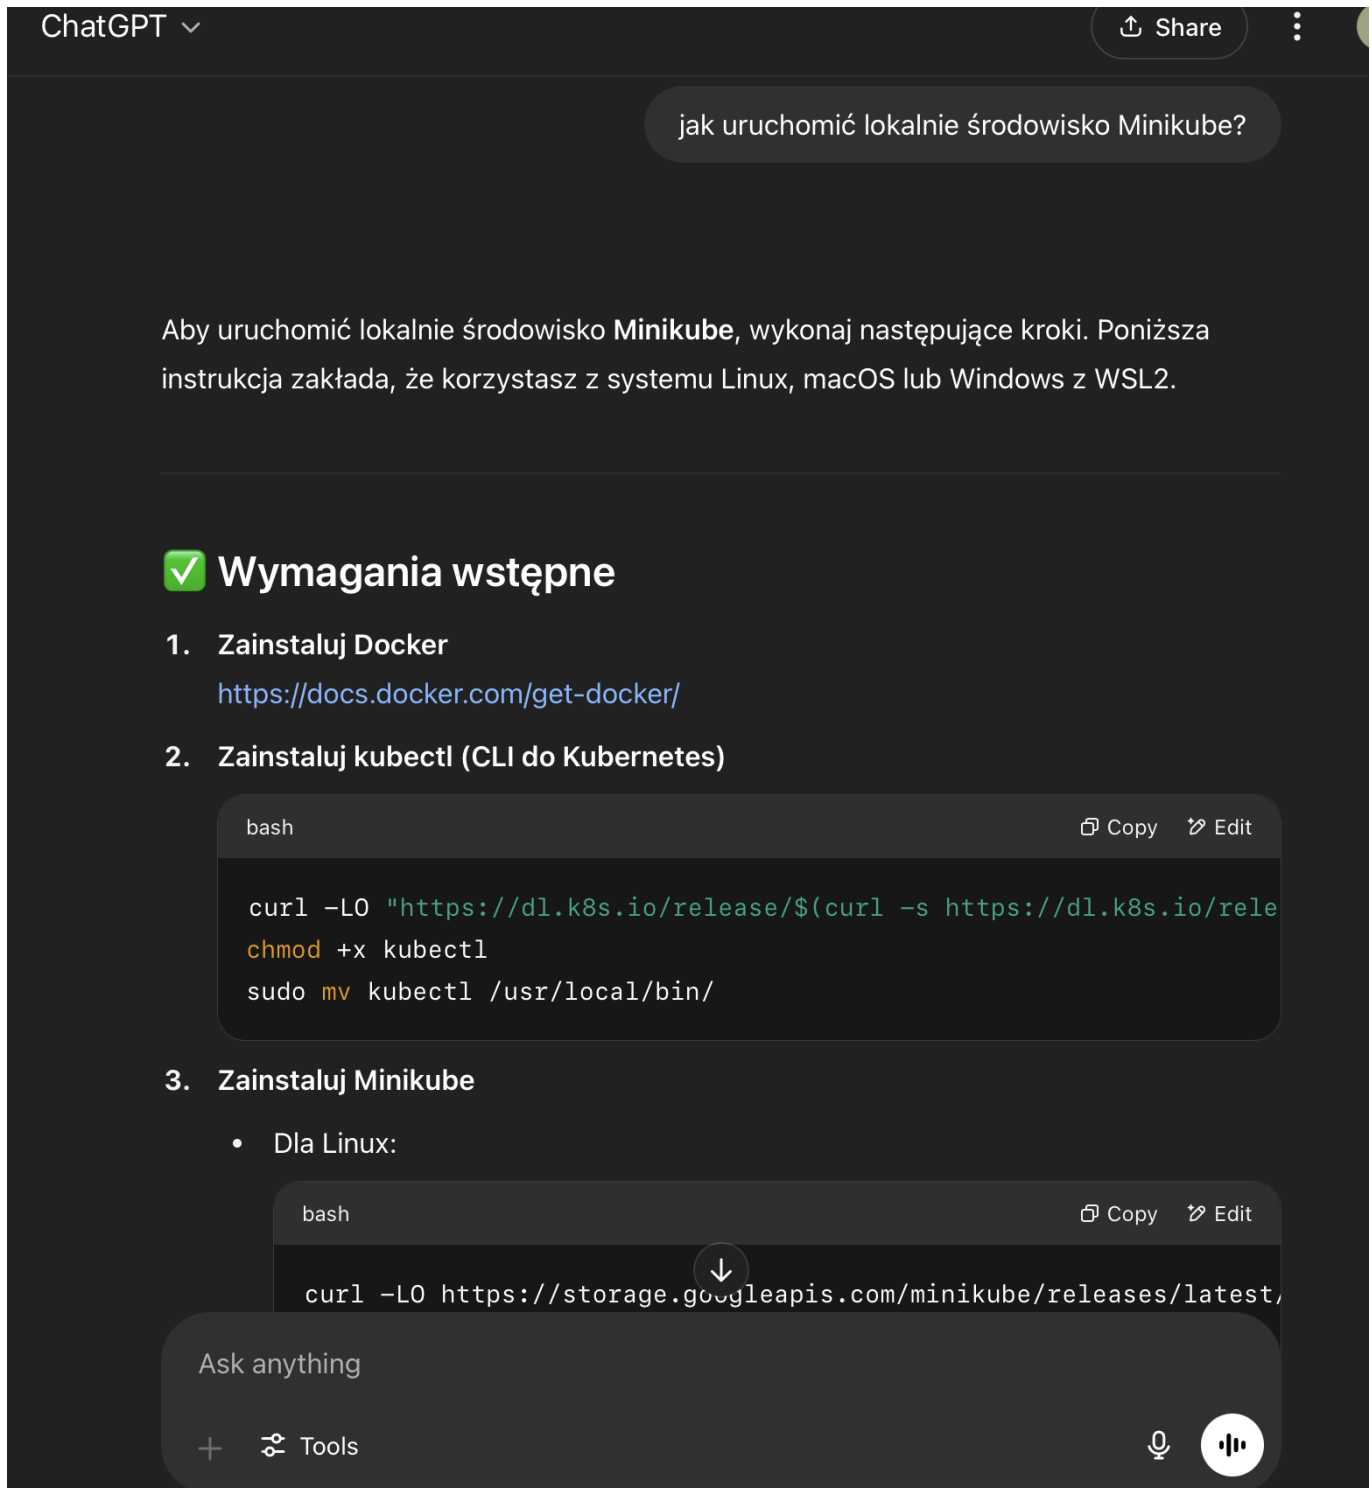 ChatGPT
Share
jak uruchomić lokalnie środowisko Minikube?
Aby uruchomić lokalnie środowisko Minikube, wykonaj następujące kroki. Poniższa
instrukcja zakłada, że korzystasz z systemu Linux, macOS lub Windows z WSL2.
✅ Wymagania wstępne
1. Zainstaluj Docker
https://docs.docker.com/get-docker/
2. Zainstaluj kubectl (CLI do Kubernetes)
bash
Copy
Edit
curl -LO "https://dl.k8s.io/release/$(curl -s https://dl.k8s.io/rele
chmod +x kubectl
sudo mv kubectl /usr/local/bin/
3. Zainstaluj Minikube
• Dla Linux:
bash
Copy
Edit
curl -LO https://storage.googleapis.com/minikube/releases/latest/
Ask anything
Tools